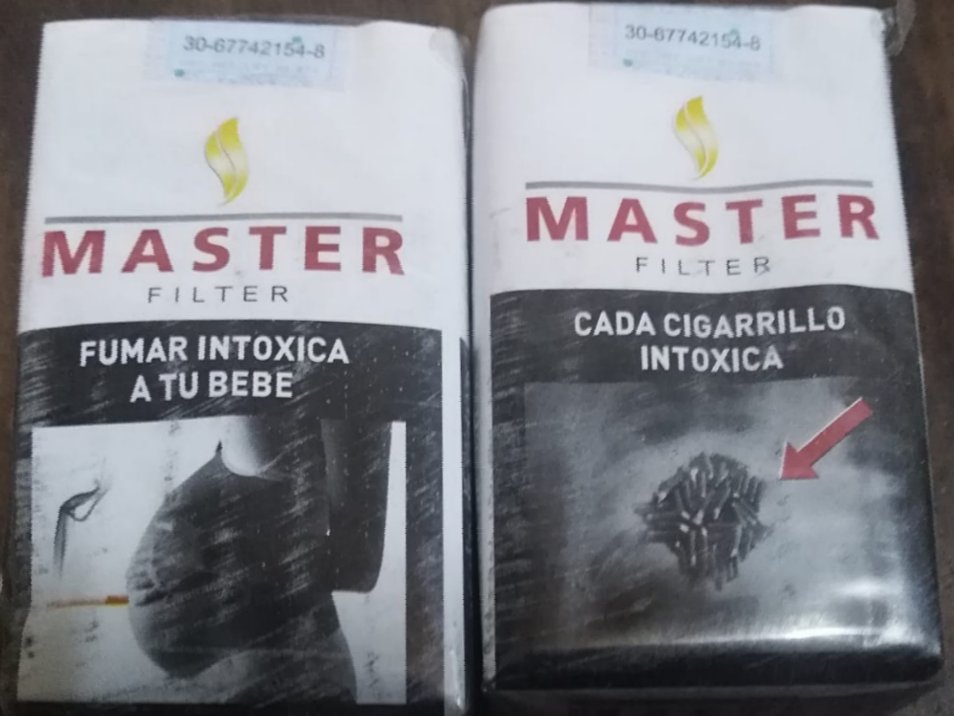 30-67742154-8
MASTER
FILTER
FUMAR INTOXICA
A TU BEBE
30-67742154-8
MASTER
FILTER
CADA CIGARRILLO
INTOXICA